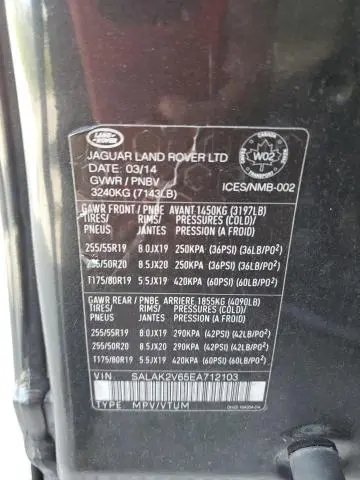 LAND ROVER
JAGUAR LAND ROVER LTD
DATE: 03/14
GVWR / PNBV
3240KG (7143LB)
W02
ICES/NMB-002
GAWR FRONT / PNBE AVANT 1450KG (3197LB)
TIRES/ RIMS/ PRESSURES (COLD)/
PNEUS JANTES PRESSION (A FROID)
255/55R19 8.0JX19 250KPA (36PSI) (36LB/PO²)
255/50R20 8.5JX20 250KPA (36PSI) (36LB/PO²)
T175/80R19 5.5JX19 420KPA (60PSI) (60LB/PO²)
GAWR REAR / PNBE ARRIERE 1855KG (4090LB)
TIRES/ RIMS/ PRESSURES (COLD)/
PNEUS JANTES PRESSION (A FROID)
255/55R19 8.0JX19 290KPA (42PSI) (42LB/PO²)
255/50R20 8.5JX20 290KPA (42PSI) (42LB/PO²)
T175/80R19 5.5JX19 420KPA (60PSI) (60LB/PO²)
VIN SALAK2V65EA712103
TYPE MPV/VTUM